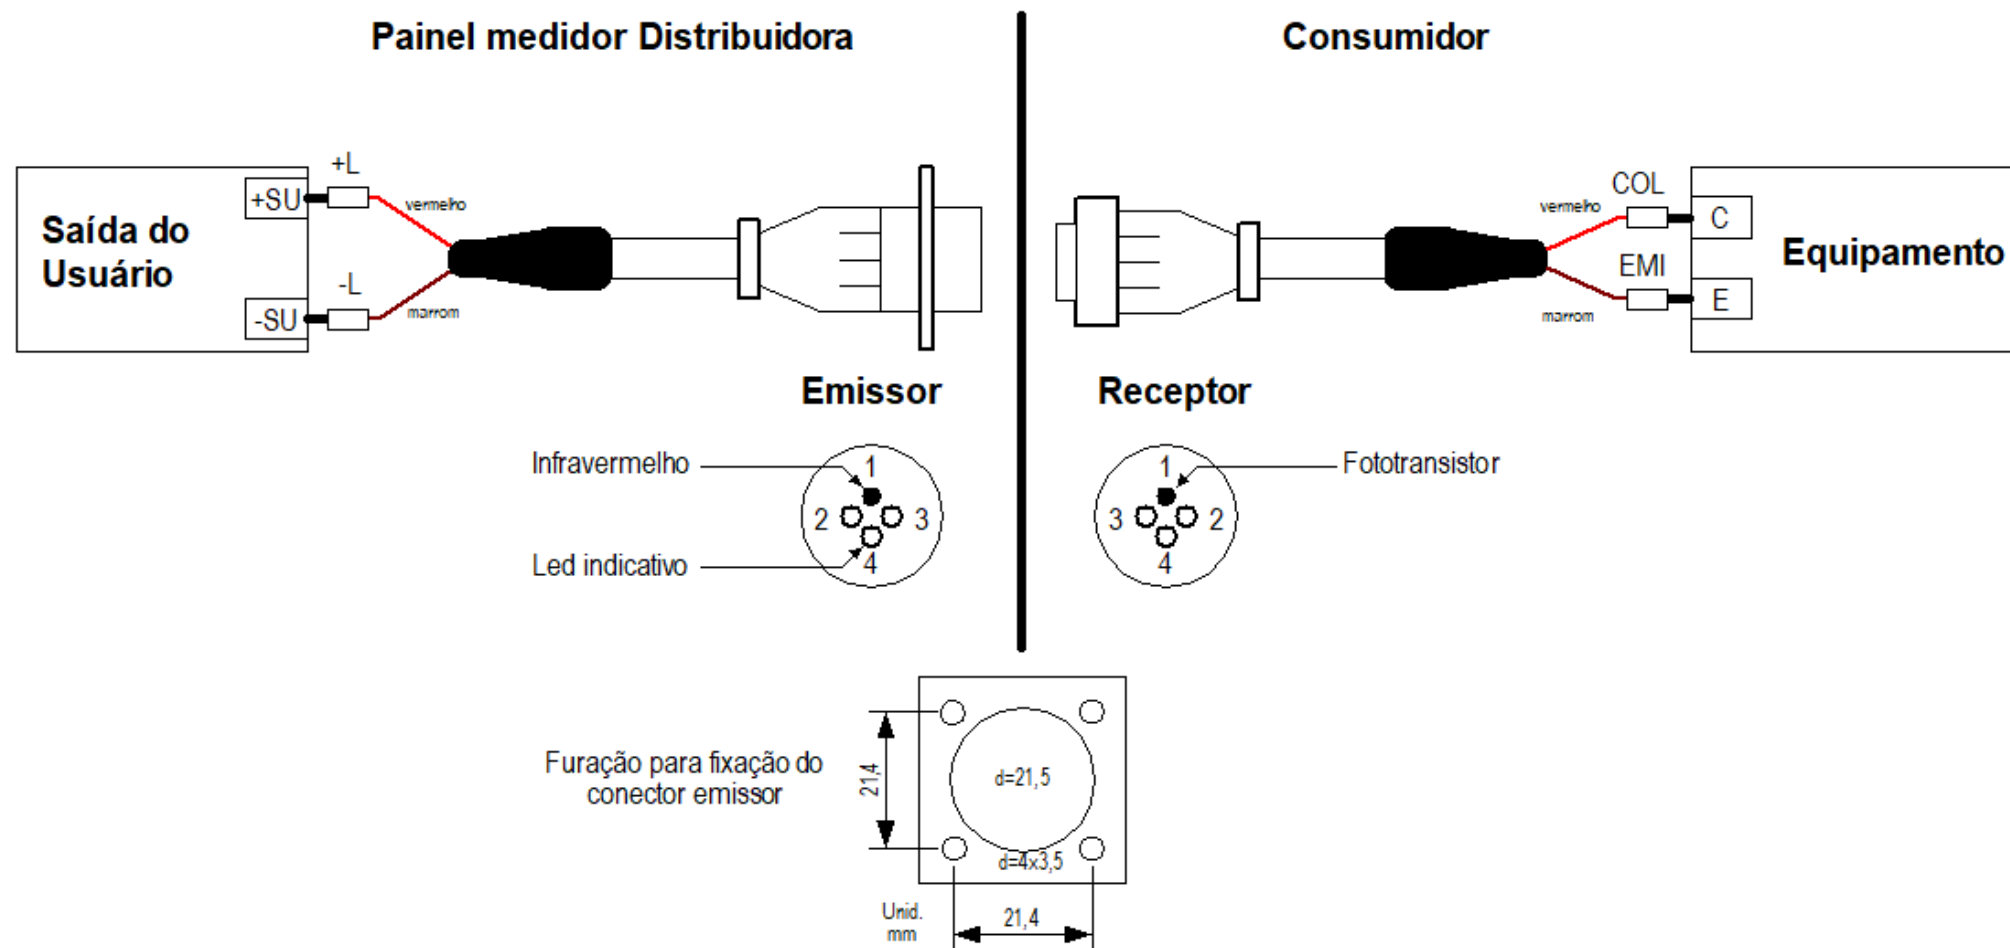 Painel medidor Distribuidora
Consumidor
+L
+SU
vermelho
Saída do
Usuário
-L
-SU
marrom
COL
vermelho
C
Equipamento
EMI
E
marrom
Emissor
Receptor
Infravermelho
1
2
3
Led indicativo
4
1
Fototransistor
3
2
4
Furação para fixação do
conector emissor
21,4
d=21,5
d=4x3,5
Unid.
mm
21,4